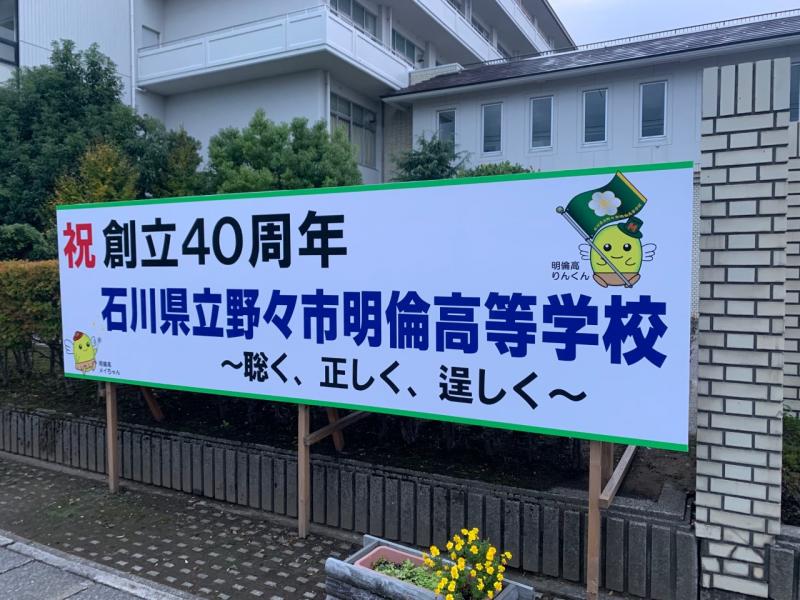 祝 創立40周年
石川県立野々市明倫高等学校
～聡く、正しく、逞しく～
明倫高
りんくん
明倫高
メイちゃん